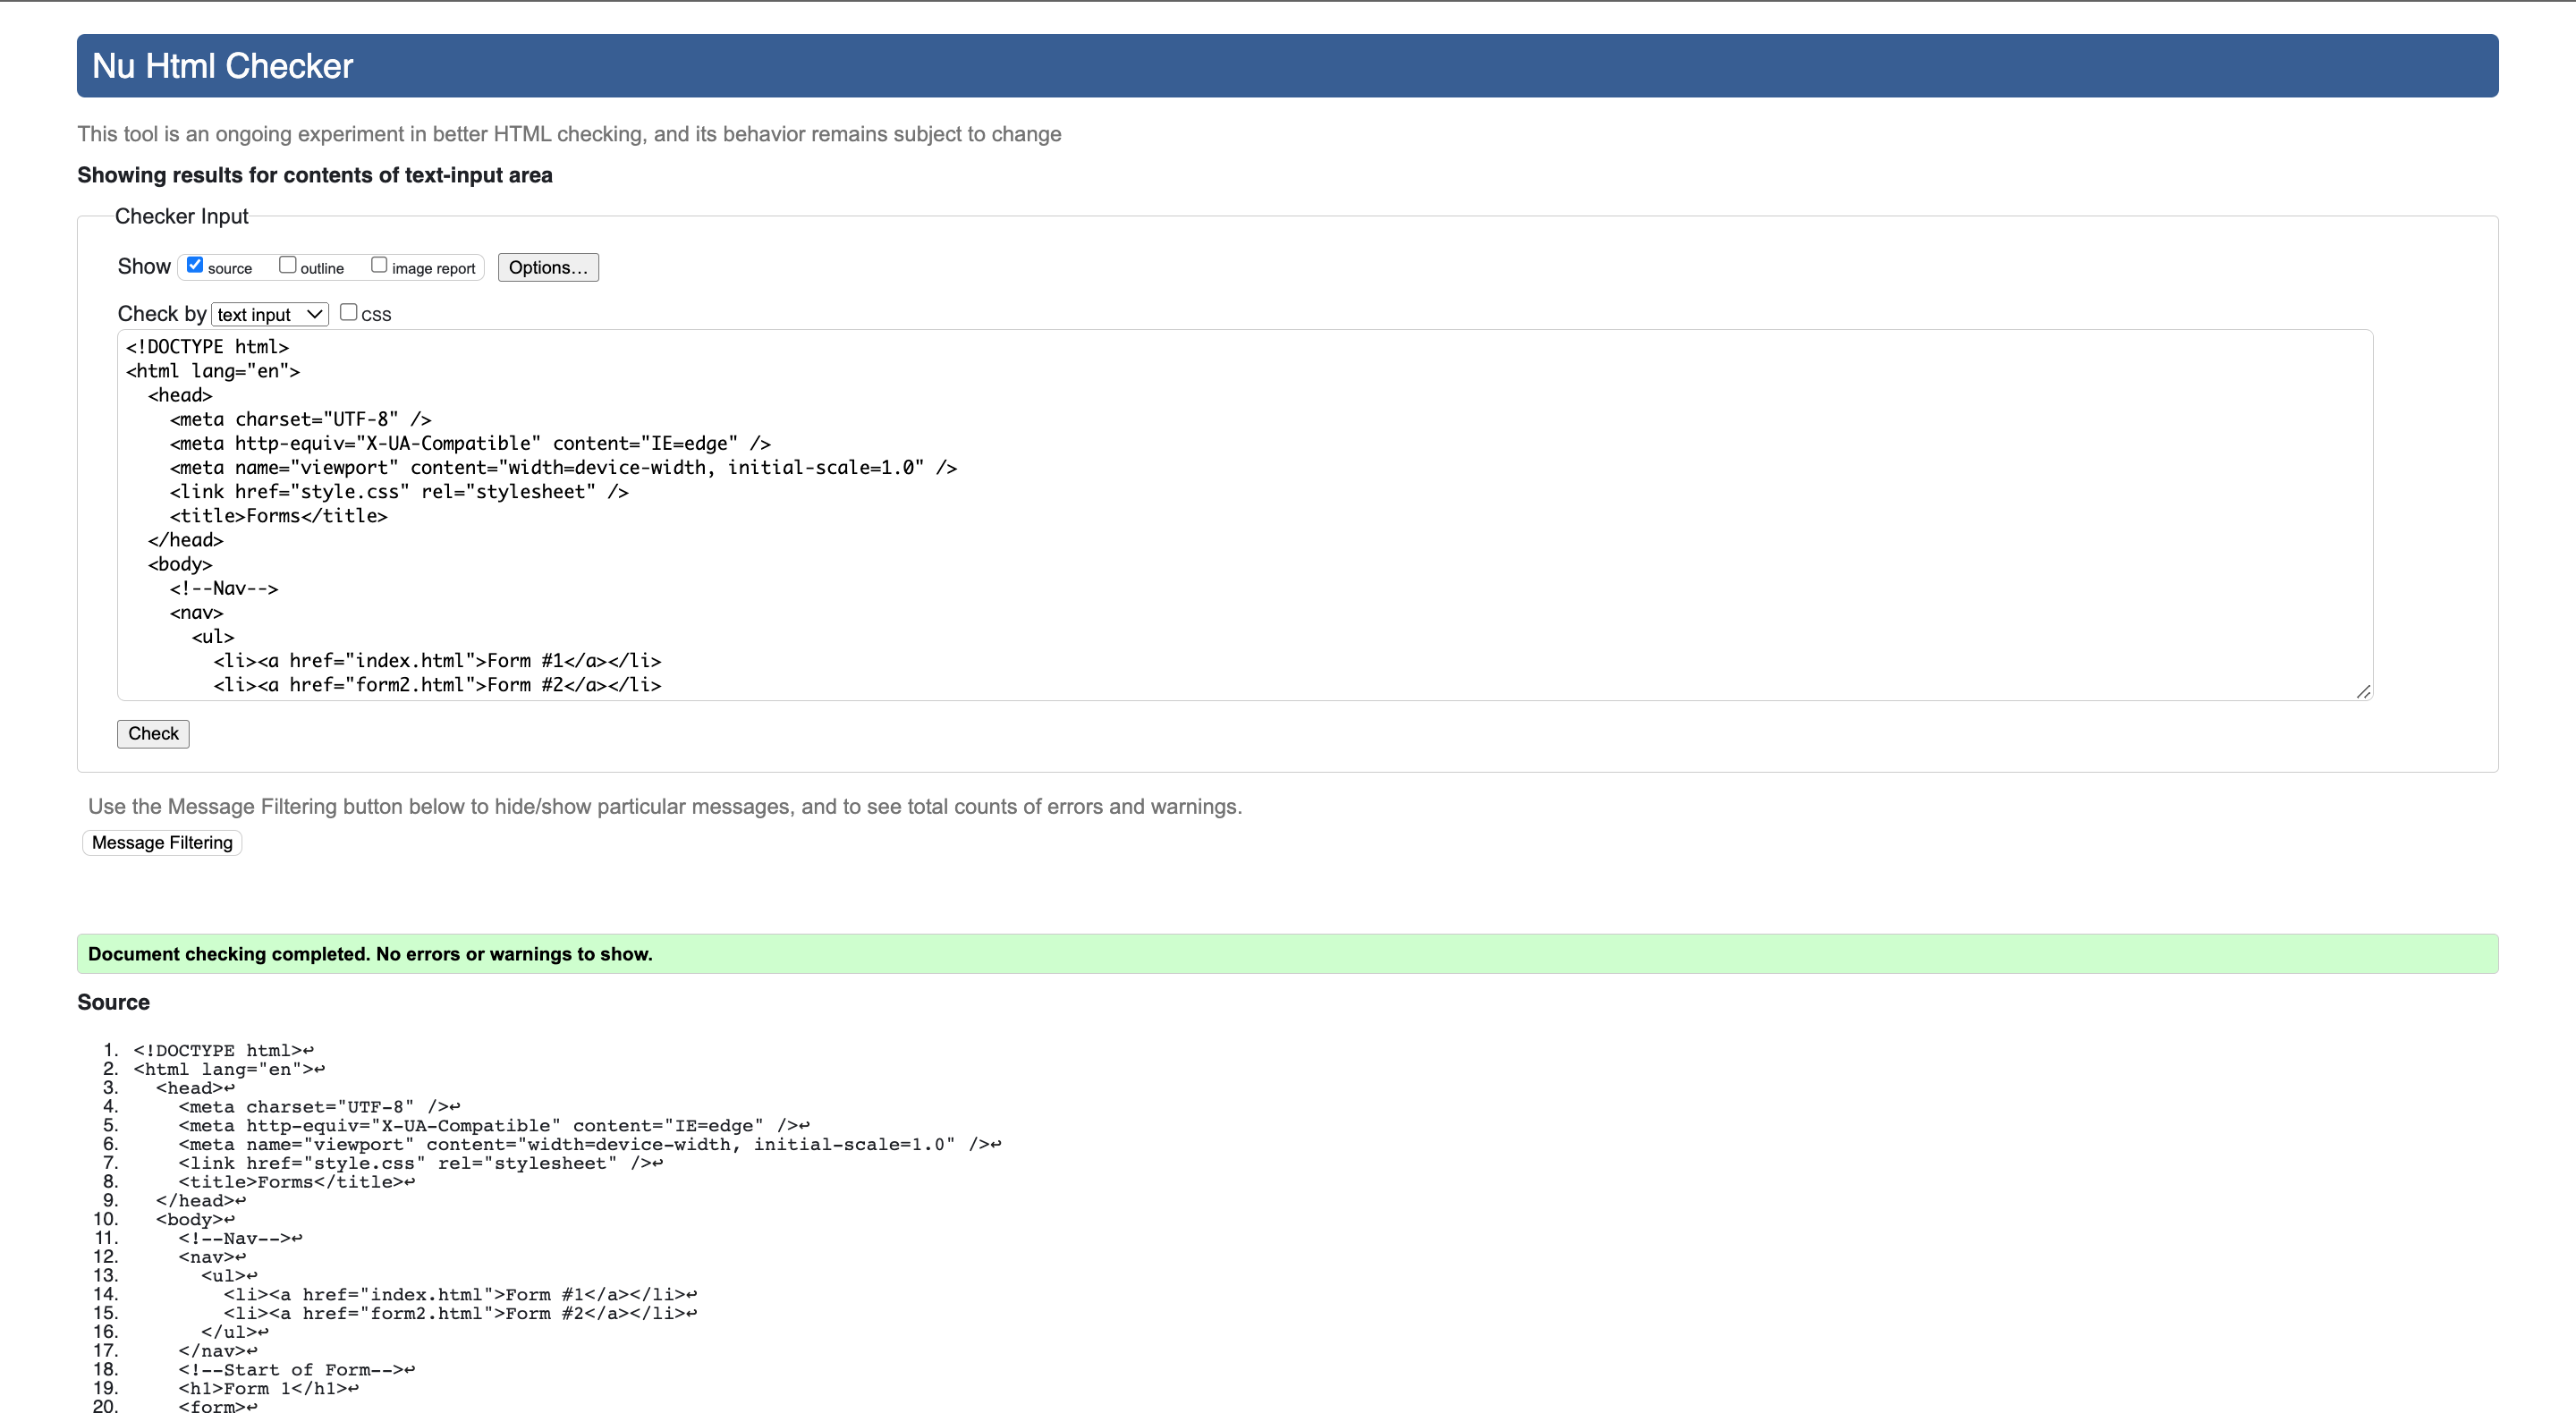 Nu Html Checker
This tool is an ongoing experiment in better HTML checking, and its behavior remains subject to change
Showing results for contents of text-input area
Checker Input
Show source outline image report Options...
Check by text input css
<!DOCTYPE html>
<html lang="en">
  <head>
    <meta charset="UTF-8" />
    <meta http-equiv="X-UA-Compatible" content="IE=edge" />
    <meta name="viewport" content="width=device-width, initial-scale=1.0" />
    <link href="style.css" rel="stylesheet" />
    <title>Forms</title>
  </head>
  <body>
    <!--Nav-->
    <nav>
      <ul>
        <li><a href="index.html">Form #1</a></li>
        <li><a href="form2.html">Form #2</a></li>
Check
Use the Message Filtering button below to hide/show particular messages, and to see total counts of errors and warnings.
Message Filtering
Document checking completed. No errors or warnings to show.
Source
1. <!DOCTYPE html>↩
2. <html lang="en">↩
3.   <head>↩
4.     <meta charset="UTF-8" />↩
5.     <meta http-equiv="X-UA-Compatible" content="IE=edge" />↩
6.     <meta name="viewport" content="width=device-width, initial-scale=1.0" />↩
7.     <link href="style.css" rel="stylesheet" />↩
8.     <title>Forms</title>↩
9.   </head>↩
10.   <body>↩
11.     <!--Nav-->↩
12.     <nav>↩
13.       <ul>↩
14.         <li><a href="index.html">Form #1</a></li>↩
15.         <li><a href="form2.html">Form #2</a></li>↩
16.       </ul>↩
17.     </nav>↩
18.     <!--Start of Form-->↩
19.     <h1>Form 1</h1>↩
20.     <form>↩